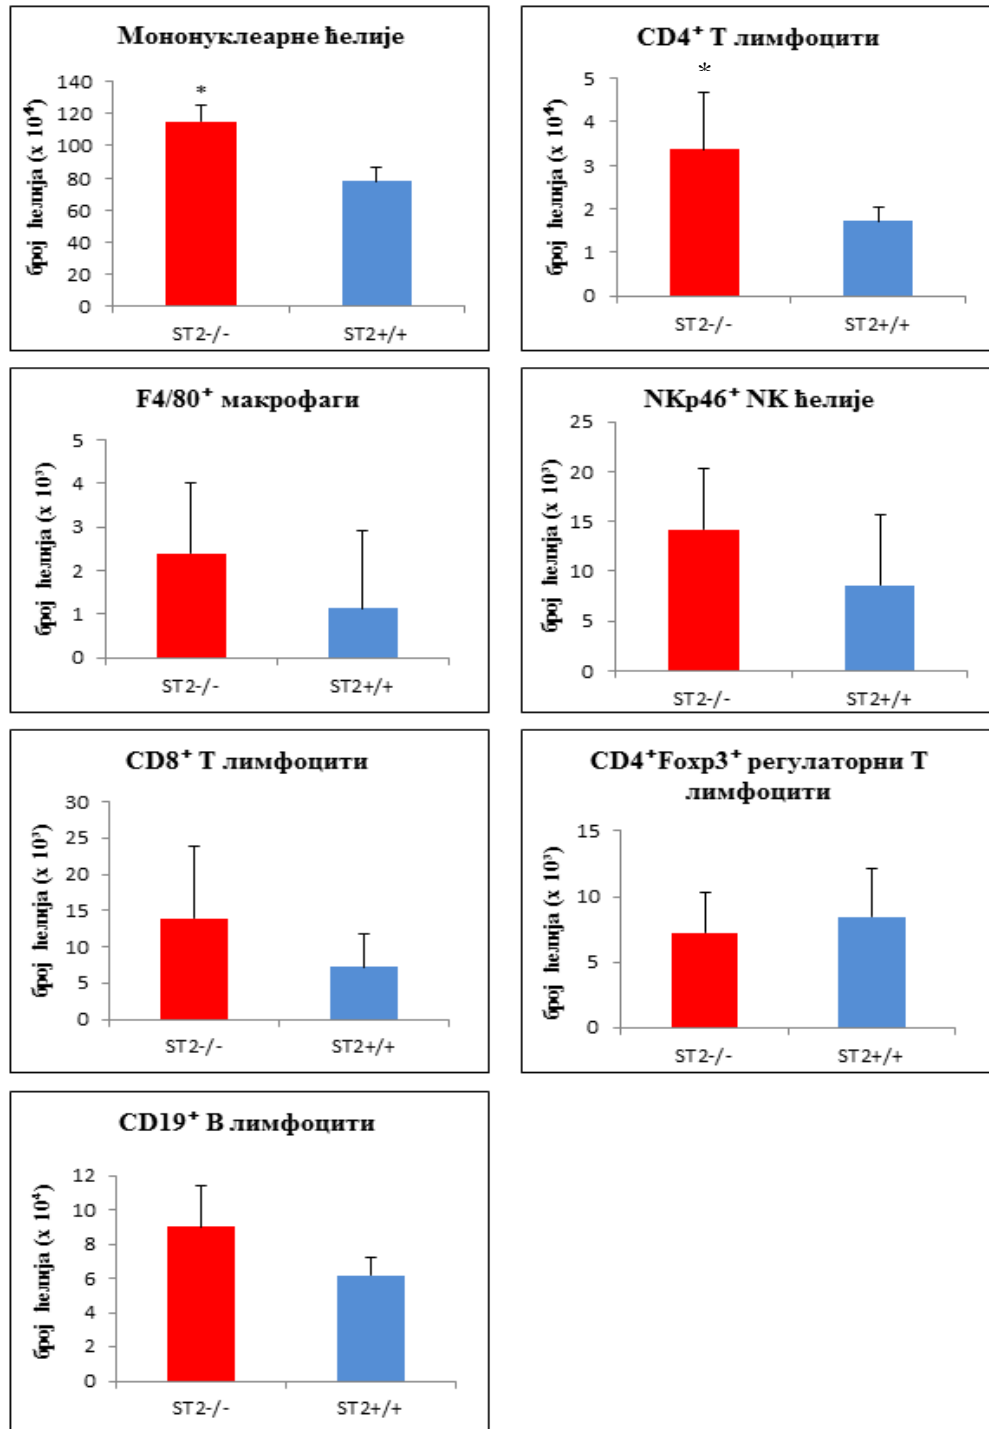 Мононуклеарне ћелије
*
број ћелија (x 10⁴)
140
120
100
80
60
40
20
0
ST2-/-
ST2+/+
CD4⁺ Т лимфоцити
*
број ћелија (x 10⁴)
5
4
3
2
1
0
ST2-/-
ST2+/+
F4/80⁺ макрофаги
број ћелија (x 10³)
5
4
3
2
1
0
ST2-/-
ST2+/+
NKp46⁺ NK ћелије
број ћелија (x 10³)
25
20
15
10
5
0
ST2-/-
ST2+/+
CD8⁺ Т лимфоцити
број ћелија (x 10³)
30
25
20
15
10
5
0
ST2-/-
ST2+/+
CD4⁺Foxp3⁺ регулаторни Т
лимфоцити
број ћелија (x 10³)
15
10
5
0
ST2-/-
ST2+/+
CD19⁺ В лимфоцити
број ћелија (x 10⁴)
12
10
8
6
4
2
0
ST2-/-
ST2+/+